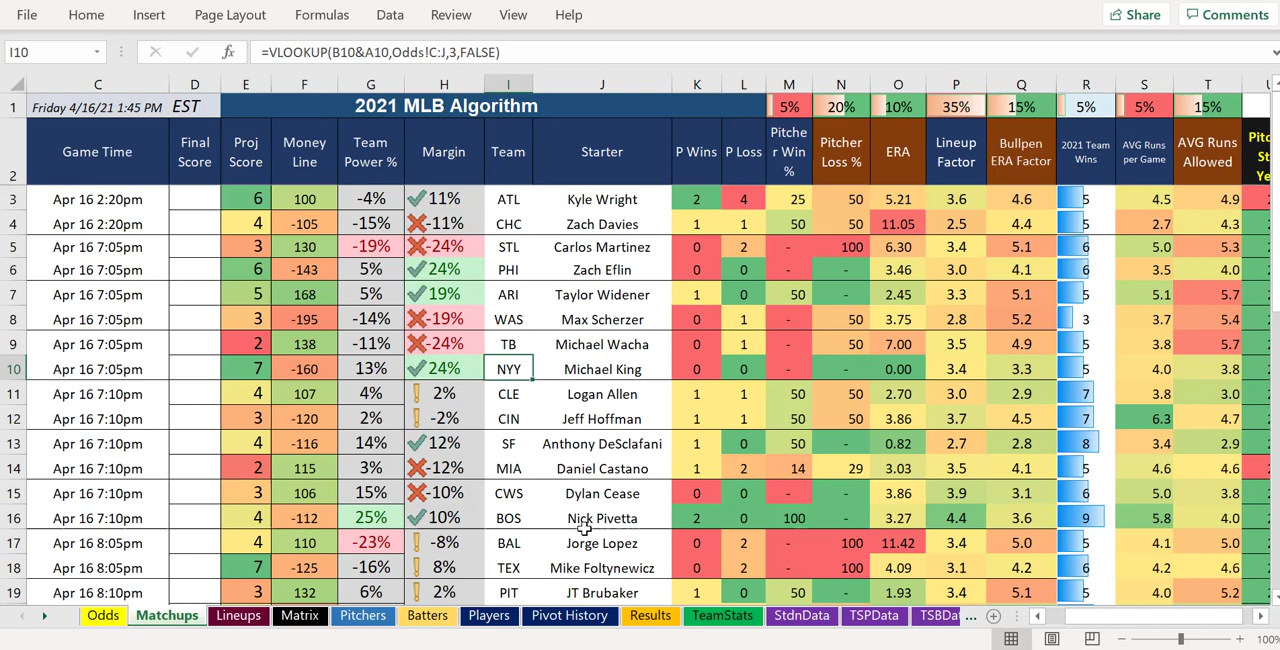 File Home Insert Page Layout Formulas Data Review View Help Share Comments
I10 fx =VLOOKUP(B10&A10,Odds!C:J,3,FALSE)
C D E F G H I J K L M N O P Q R S T
1 Friday 4/16/21 1:45 PM EST 2021 MLB Algorithm 5% 20% 10% 35% 15% 5% 5% 15%
2 Game Time Final Score Proj Score Money Line Team Power % Margin Team Starter P Wins P Loss Pitcher Win % Pitcher Loss % ERA Lineup Factor Bullpen ERA Factor 2021 Team Wins AVG Runs per Game AVG Runs Allowed
3 Apr 16 2:20pm 6 100 -4% 11% ATL Kyle Wright 2 4 25 50 5.21 3.6 4.6 5 4.5 4.9
4 Apr 16 2:20pm 4 -105 -15% -11% CHC Zach Davies 1 1 50 50 11.05 2.5 4.4 5 2.7 4.3
5 Apr 16 7:05pm 3 130 -19% -24% STL Carlos Martinez 0 2 - 100 6.30 3.4 5.1 6 5.0 5.3
6 Apr 16 7:05pm 6 -143 5% 24% PHI Zach Eflin 0 0 - - 3.46 3.0 4.1 6 3.5 4.0
7 Apr 16 7:05pm 5 168 5% 19% ARI Taylor Widener 1 0 50 - 2.45 3.3 5.1 5 5.1 5.7
8 Apr 16 7:05pm 3 -195 -14% -19% WAS Max Scherzer 0 1 - 50 3.75 2.8 5.2 3 3.7 5.4
9 Apr 16 7:05pm 2 138 -11% -24% TB Michael Wacha 0 1 - 50 7.00 3.5 4.9 5 3.8 5.7
10 Apr 16 7:05pm 7 -160 13% 24% NYY Michael King 0 0 - - 0.00 3.4 3.3 5 4.0 3.8
11 Apr 16 7:10pm 4 107 4% 2% CLE Logan Allen 1 1 50 50 2.70 3.0 2.9 7 3.8 3.0
12 Apr 16 7:10pm 3 -120 2% -2% CIN Jeff Hoffman 1 1 50 50 3.86 3.7 4.5 7 6.3 4.7
13 Apr 16 7:10pm 4 -116 14% 12% SF Anthony DeSclafani 1 0 50 - 0.82 2.7 2.8 8 3.4 2.9
14 Apr 16 7:10pm 2 115 3% -12% MIA Daniel Castano 1 2 14 29 3.03 3.5 4.1 5 4.6 4.6
15 Apr 16 7:10pm 3 106 15% -10% CWS Dylan Cease 0 0 - - 3.86 3.9 3.1 6 5.0 3.8
16 Apr 16 7:10pm 4 -112 25% 10% BOS Nick Pivetta 2 0 100 - 3.27 4.4 3.6 9 5.8 4.0
17 Apr 16 8:05pm 4 110 -23% -8% BAL Jorge Lopez 0 2 - 100 11.42 3.4 5.0 5 4.1 5.0
18 Apr 16 8:05pm 7 -125 -16% 8% TEX Mike Foltynewicz 0 2 - 100 4.09 3.1 4.2 6 4.2 4.6
19 Apr 16 8:10pm 3 132 6% 2% PIT JT Brubaker 1 0 50 - 1.93 3.4 4.1 5 4.0 5.2
Odds Matchups Lineups Matrix Pitchers Batters Players Pivot History Results TeamStats StdnData TSPData TSBDa ...
100%